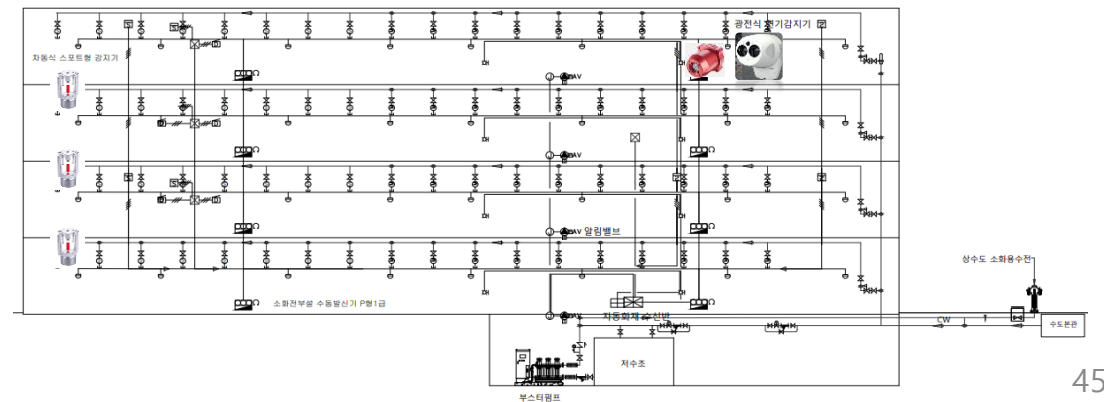 광전식 연기감지기
차동식 스포트형 감지기
AV
AV
AV 알림밸브
상수도 소화용수전
소화전부설 수동발신기 P형1급
AV
자동화재 수신반
CW
수도본관
저수조
부스터펌프
45